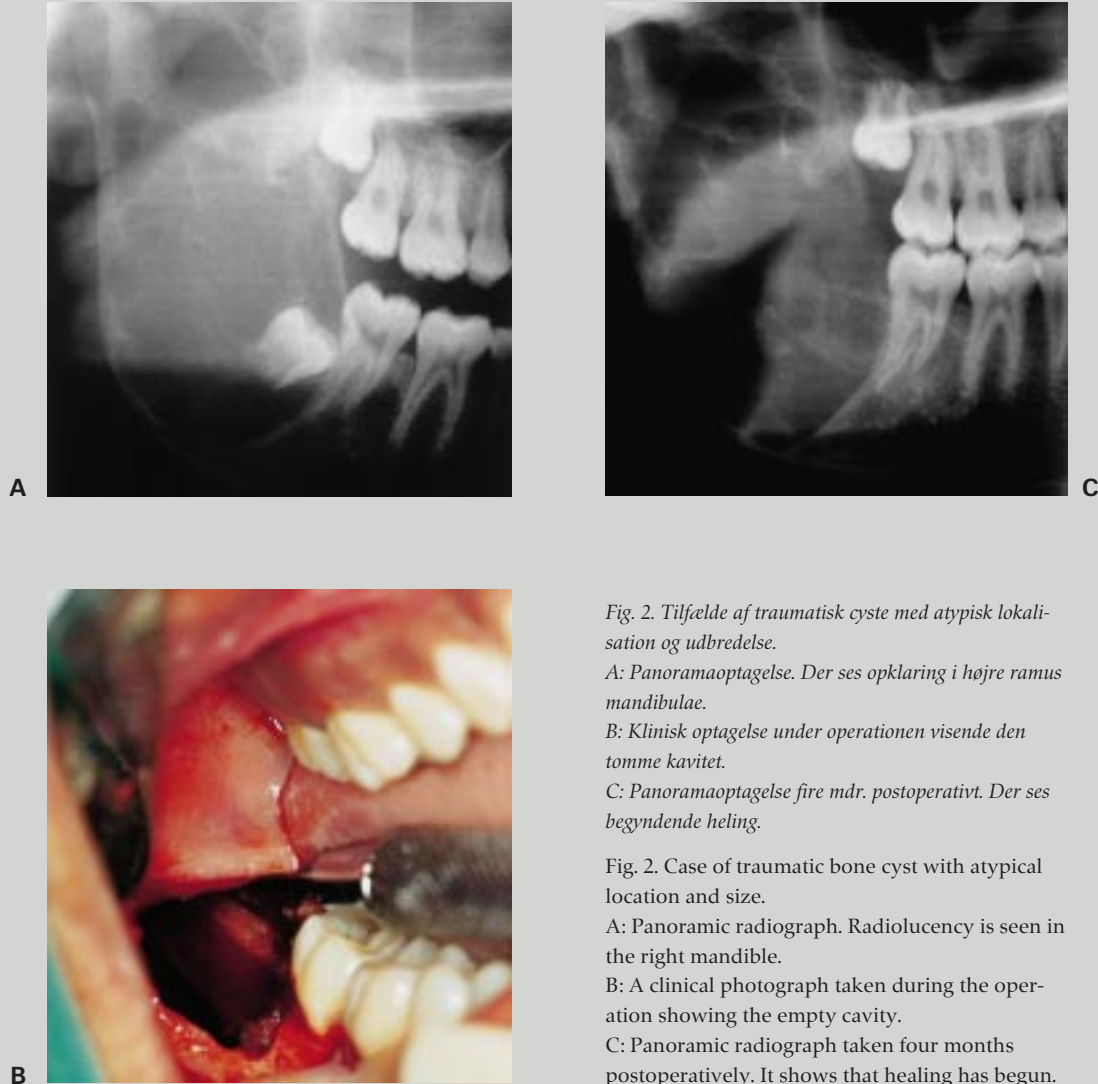 A
C
B
Fig. 2. Tilfælde af traumatisk cyste med atypisk lokali-
sation og udbredelse.
A: Panoramaoptagelse. Der ses opklaring i højre ramus
mandibulae.
B: Klinisk optagelse under operationen visende den
tomme kavitet.
C: Panoramaoptagelse fire mdr. postoperativt. Der ses
begyndende heling.
Fig. 2. Case of traumatic bone cyst with atypical
location and size.
A: Panoramic radiograph. Radiolucency is seen in
the right mandible.
B: A clinical photograph taken during the oper-
ation showing the empty cavity.
C: Panoramic radiograph taken four months
postoperatively. It shows that healing has begun.